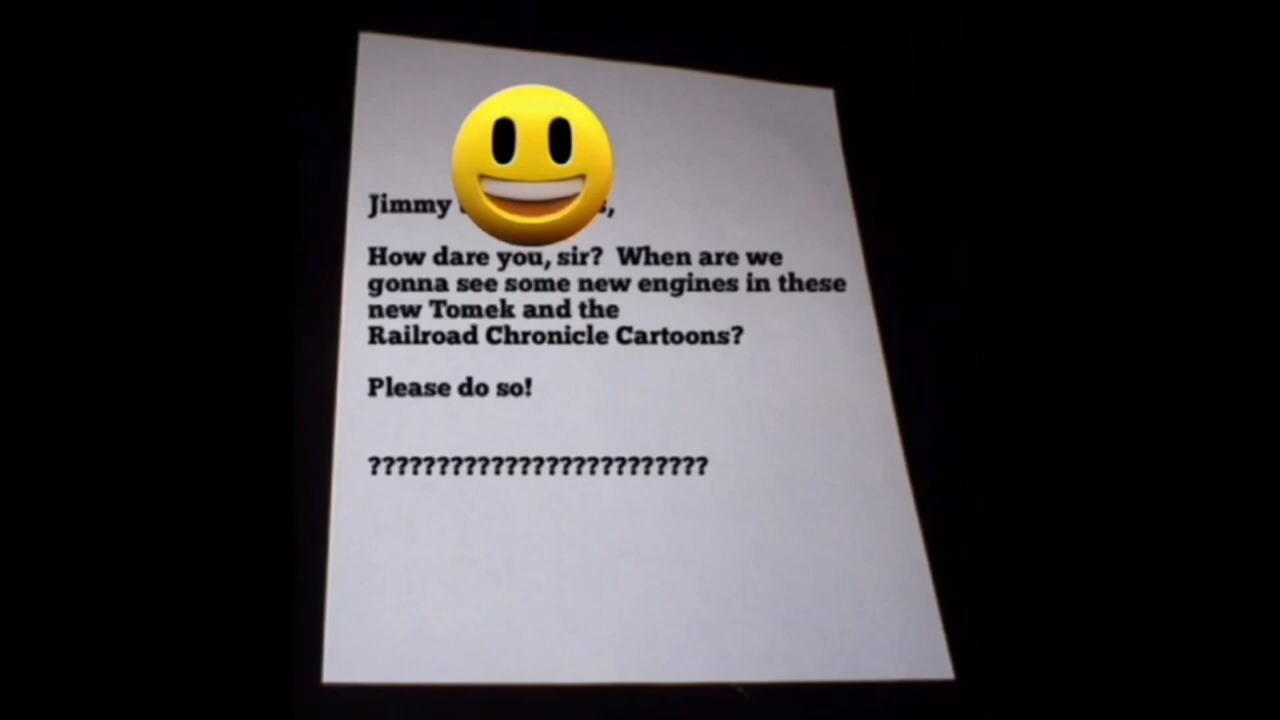 Jimmy
How dare you, sir? When are we
gonna see some new engines in these
new Tomek and the
Railroad Chronicle Cartoons?
Please do so!
?????????????????????????